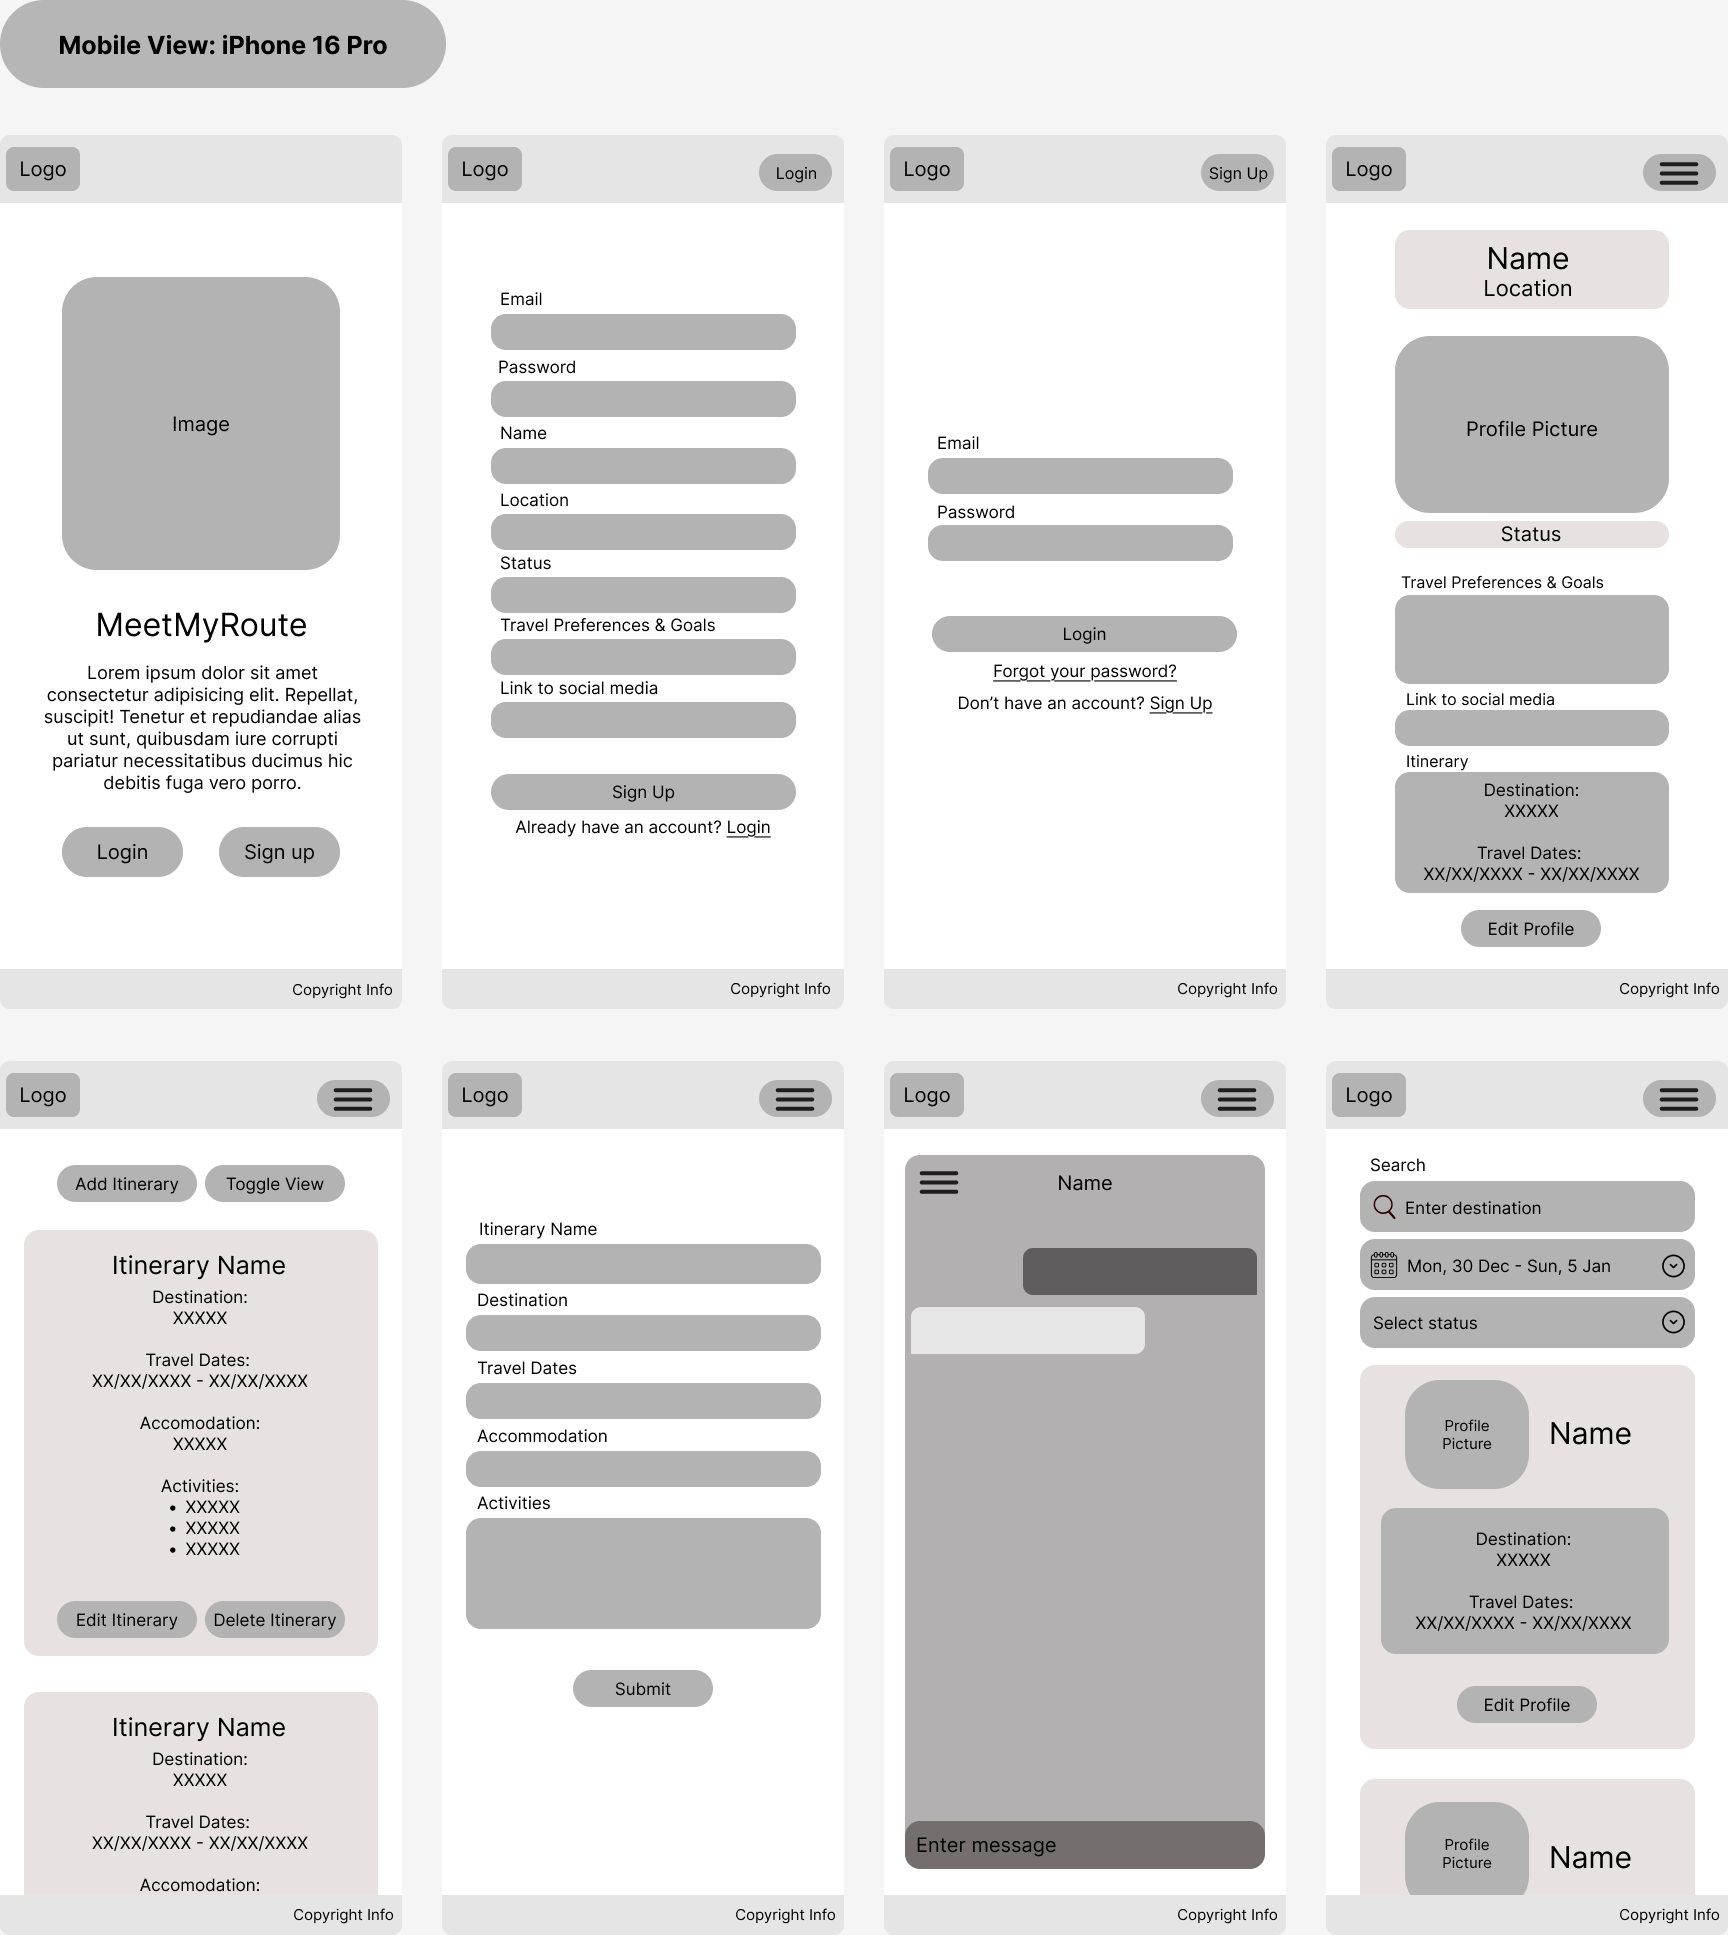 Mobile View: iPhone 16 Pro
Logo
Image
MeetMyRoute
Lorem ipsum dolor sit amet
consectetur adipisicing elit. Repellat,
suscipit! Tenetur et repudiandae alias
ut sunt, quibusdam iure corrupti
pariatur necessitatibus ducimus hic
debitis fuga vero porro.
Login
Sign up
Copyright Info
Logo
Login
Email
Password
Name
Location
Status
Travel Preferences & Goals
Link to social media
Sign Up
Already have an account? Login
Copyright Info
Logo
Sign Up
Email
Password
Login
Forgot your password?
Don’t have an account? Sign Up
Copyright Info
Logo
Name
Location
Profile Picture
Status
Travel Preferences & Goals
Link to social media
Itinerary
Destination:
XXXXX
Travel Dates:
XX/XX/XXXX - XX/XX/XXXX
Edit Profile
Copyright Info
Logo
Add Itinerary
Toggle View
Itinerary Name
Destination:
XXXXX
Travel Dates:
XX/XX/XXXX - XX/XX/XXXX
Accomodation:
XXXXX
Activities:
• XXXXX
• XXXXX
• XXXXX
Edit Itinerary
Delete Itinerary
Itinerary Name
Destination:
XXXXX
Travel Dates:
XX/XX/XXXX - XX/XX/XXXX
Accomodation:
Copyright Info
Logo
Itinerary Name
Destination
Travel Dates
Accommodation
Activities
Submit
Copyright Info
Logo
Name
Enter message
Copyright Info
Logo
Search
Enter destination
Mon, 30 Dec - Sun, 5 Jan
Select status
Profile
Picture
Name
Destination:
XXXXX
Travel Dates:
XX/XX/XXXX - XX/XX/XXXX
Edit Profile
Profile
Picture
Name
Copyright Info